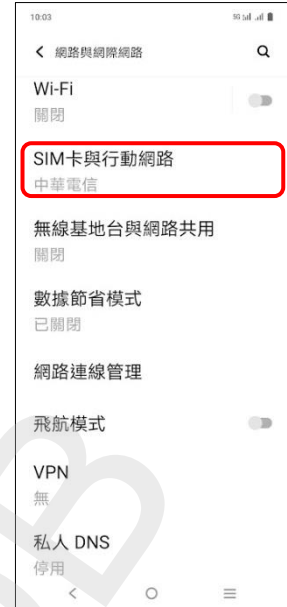 10:03
5G
網路與網際網路
Wi-Fi
關閉
SIM卡與行動網路
中華電信
無線基地台與網路共用
關閉
數據節省模式
已關閉
網路連線管理
飛航模式
VPN
無
私人 DNS
停用